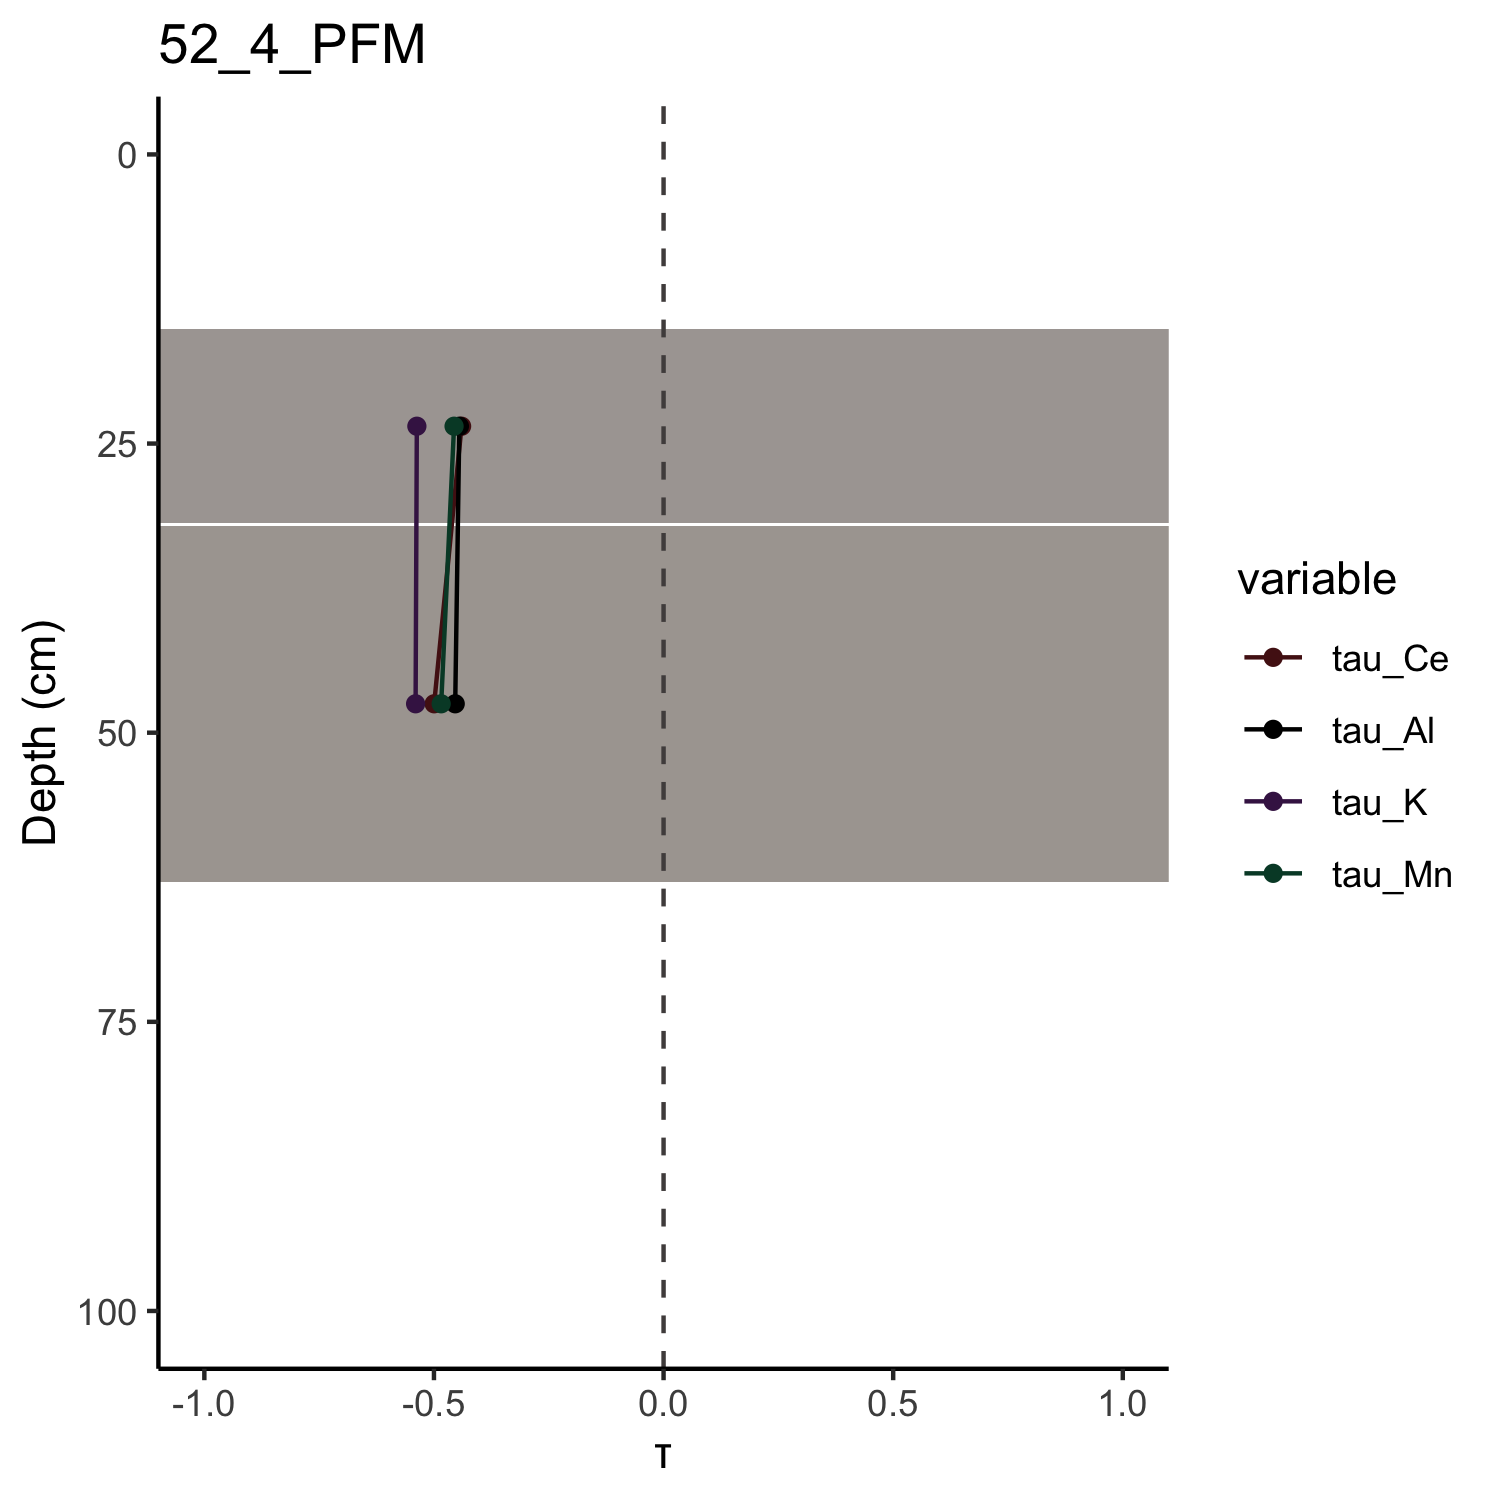 52_4_PFM
0
25
50
75
100
Depth (cm)
-1.0
-0.5
0.0
0.5
1.0
τ
variable
tau_Ce
tau_Al
tau_K
tau_Mn